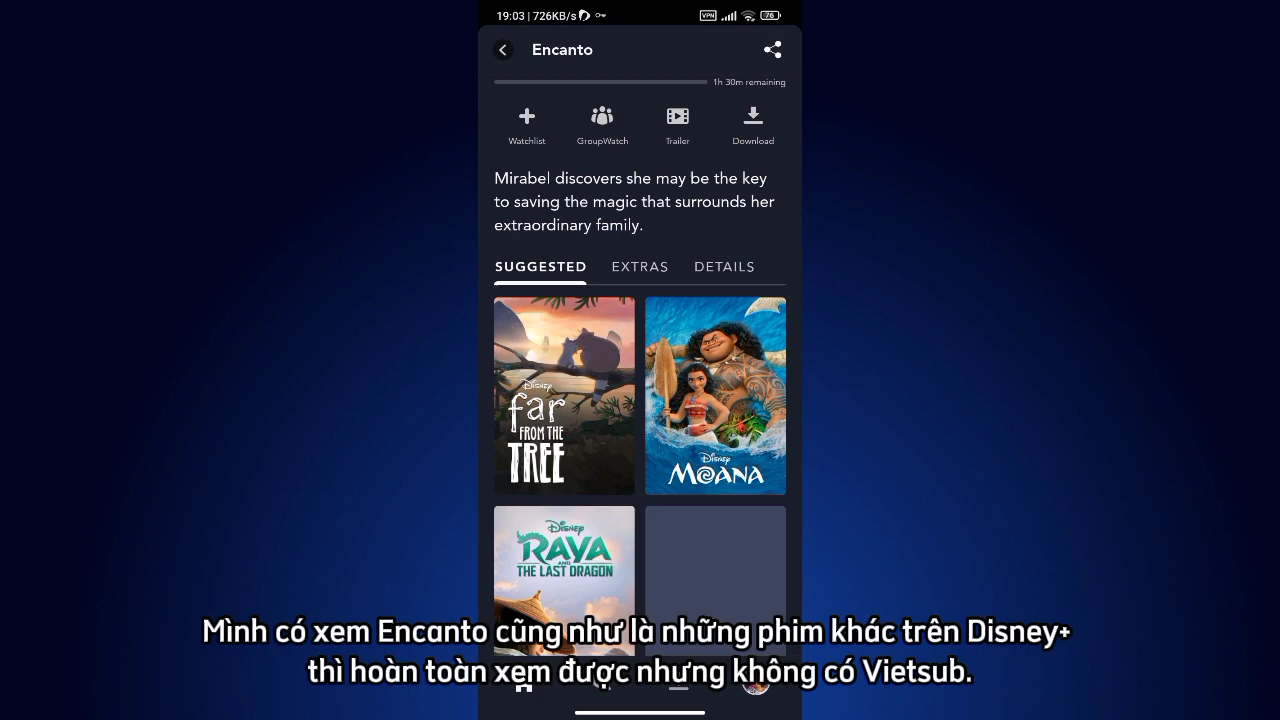 19:03 | 726KB/s VPN 76
Encanto
1h 30m remaining
Watchlist GroupWatch Trailer Download
Mirabel discovers she may be the key
to saving the magic that surrounds her
extraordinary family.
SUGGESTED EXTRAS DETAILS
Disney
far
FROM THE
TREE
Disney
MOANA
Disney
RAYA
AND
THE LAST DRAGON
Mình có xem Encanto cũng như là những phim khác trên Disney+
thì hoàn toàn xem được nhưng không có Vietsub.